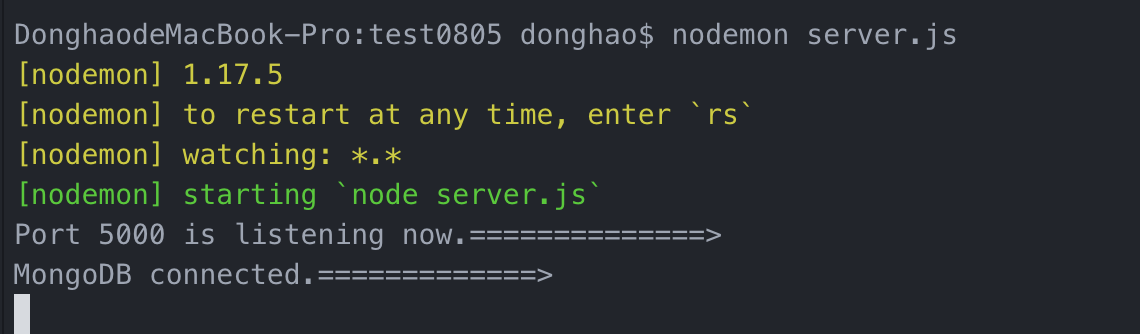 DonghaodeMacBook-Pro:test0805 donghao$ nodemon server.js
[nodemon] 1.17.5
[nodemon] to restart at any time, enter `rs`
[nodemon] watching: *.*
[nodemon] starting `node server.js`
Port 5000 is listening now.==============>
MongoDB connected.=============>